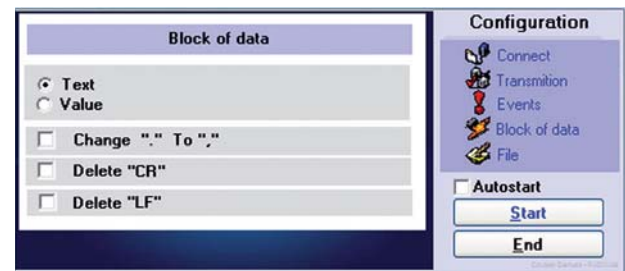 Block of data
Text
Value
Change "." To ","
Delete "CR"
Delete "LF"
Configuration
Connect
Transmition
Events
Block of data
File
Autostart
Start
End